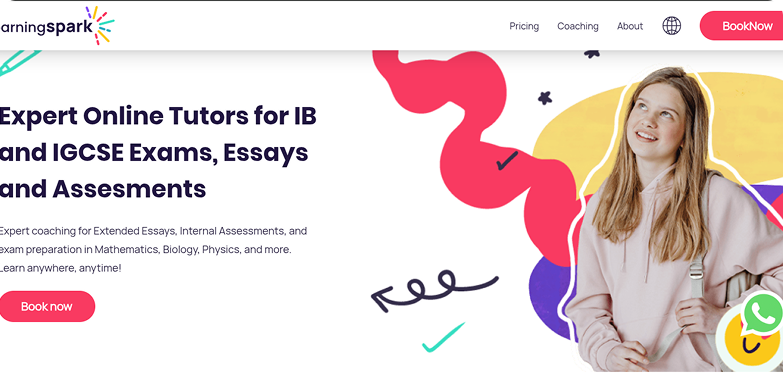 arningspark
Pricing
Coaching
About
BookNow
Expert Online Tutors for IB
and IGCSE Exams, Essays
and Assesments
Expert coaching for Extended Essays, Internal Assessments, and
exam preparation in Mathematics, Biology, Physics, and more.
Learn anywhere, anytime!
Book now